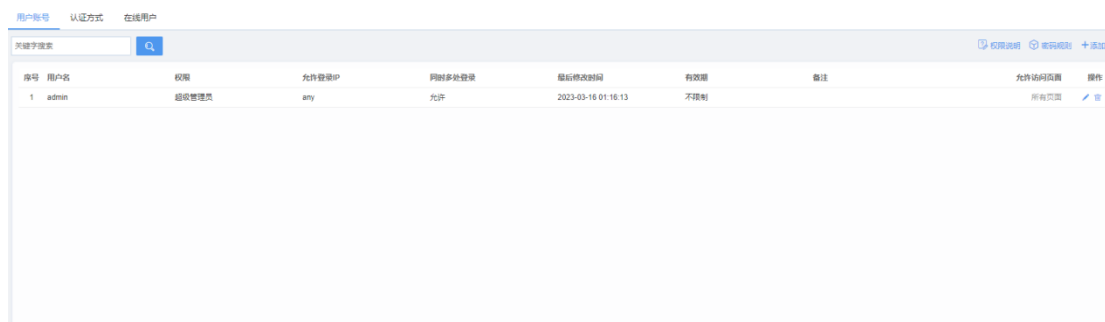 用户账号 认证方式 在线用户
关键字搜索 权限说明 密码规则 +添加
序号 用户名 权限 允许登录IP 同时多处登录 最后修改时间 有效期 备注 允许访问页面 操作
1 admin 超级管理员 any 允许 2023-03-16 01:16:13 不限制 所有页面